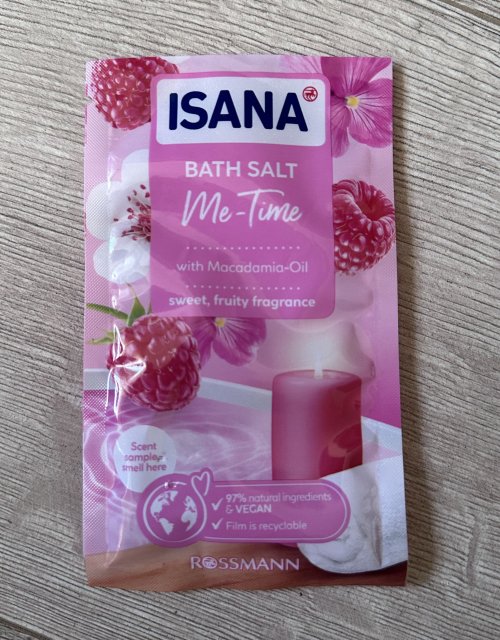 ISANA
BATH SALT
Me-Time
with Macadamia-Oil
sweet, fruity fragrance
Scent
sample,
smell here
97% natural ingredients
& VEGAN
Film is recyclable
ROSSMANN